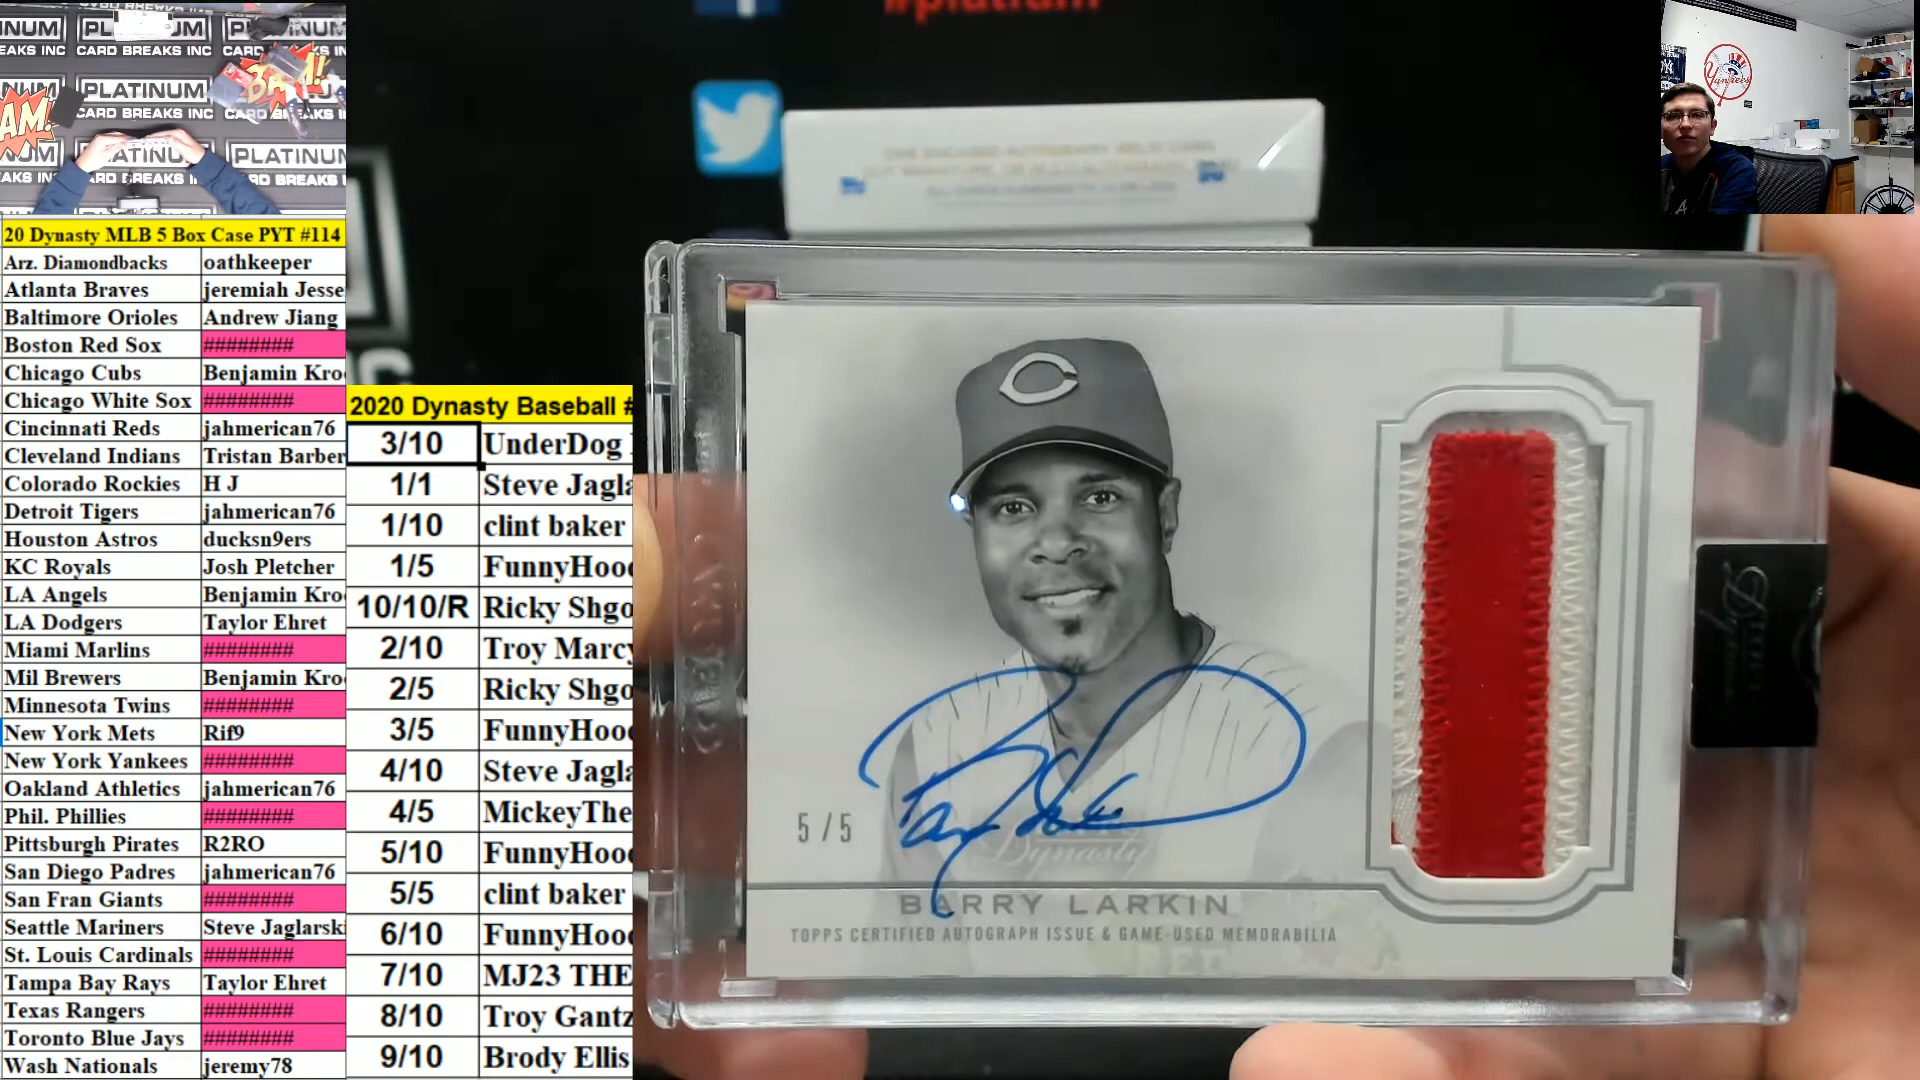 PLATINUM
CARD BREAKS INC
20 Dynasty MLB 5 Box Case PYT #114
Arz. Diamondbacks oathkeeper
Atlanta Braves jeremiah Jesse
Baltimore Orioles Andrew Jiang
Boston Red Sox ########
Chicago Cubs Benjamin Kro
Chicago White Sox ########
Cincinnati Reds jahmerican76
Cleveland Indians Tristan Barber
Colorado Rockies H J
Detroit Tigers jahmerican76
Houston Astros ducksn9ers
KC Royals Josh Pletcher
LA Angels Benjamin Kro
LA Dodgers Taylor Ehret
Miami Marlins ########
Mil Brewers Benjamin Kro
Minnesota Twins ########
New York Mets Rif9
New York Yankees ########
Oakland Athletics jahmerican76
Phil. Phillies ########
Pittsburgh Pirates R2RO
San Diego Padres jahmerican76
San Fran Giants ########
Seattle Mariners Steve Jaglarski
St. Louis Cardinals ########
Tampa Bay Rays Taylor Ehret
Texas Rangers ########
Toronto Blue Jays ########
Wash Nationals jeremy78
2020 Dynasty Baseball #
3/10 UnderDog
1/1 Steve Jagla
1/10 clint baker
1/5 FunnyHood
10/10/R Ricky Shgo
2/10 Troy Marcy
2/5 Ricky Shgo
3/5 FunnyHood
4/10 Steve Jagla
4/5 MickeyThe
5/10 FunnyHood
5/5 clint baker
6/10 FunnyHood
7/10 MJ23 THE
8/10 Troy Gantz
9/10 Brody Ellis
#platinum
Yankees
5/5
Barry Larkin
Dynasty
BARRY LARKIN
TOPPS CERTIFIED AUTOGRAPH ISSUE & GAME-USED MEMORABILIA